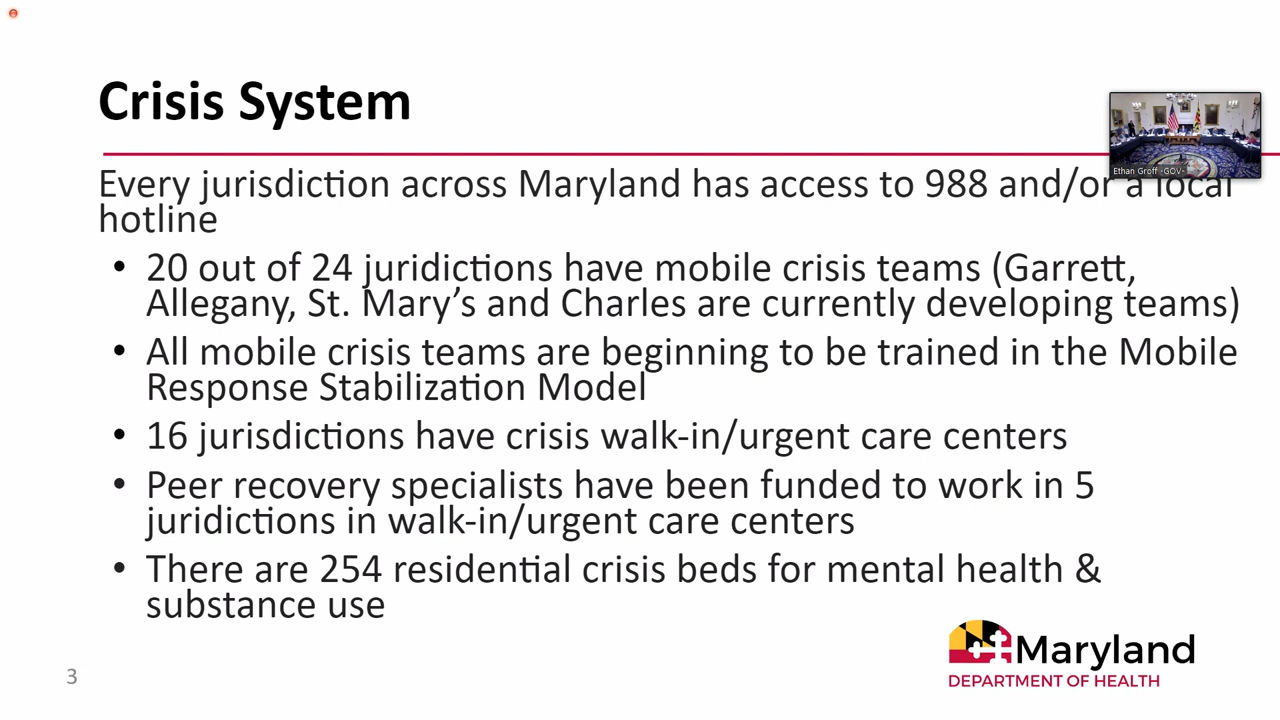 Crisis System
Ethan Groff -GOV-
Every jurisdiction across Maryland has access to 988 and/or a local
hotline
• 20 out of 24 juridictions have mobile crisis teams (Garrett,
Allegany, St. Mary’s and Charles are currently developing teams)
• All mobile crisis teams are beginning to be trained in the Mobile
Response Stabilization Model
• 16 jurisdictions have crisis walk-in/urgent care centers
• Peer recovery specialists have been funded to work in 5
juridictions in walk-in/urgent care centers
• There are 254 residential crisis beds for mental health &
substance use
3
Maryland
DEPARTMENT OF HEALTH